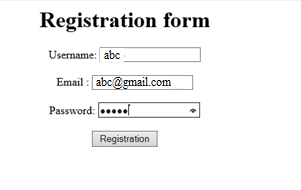 Registration form
Username: abc
Email : abc@gmail.com
Password: •••••
Registration